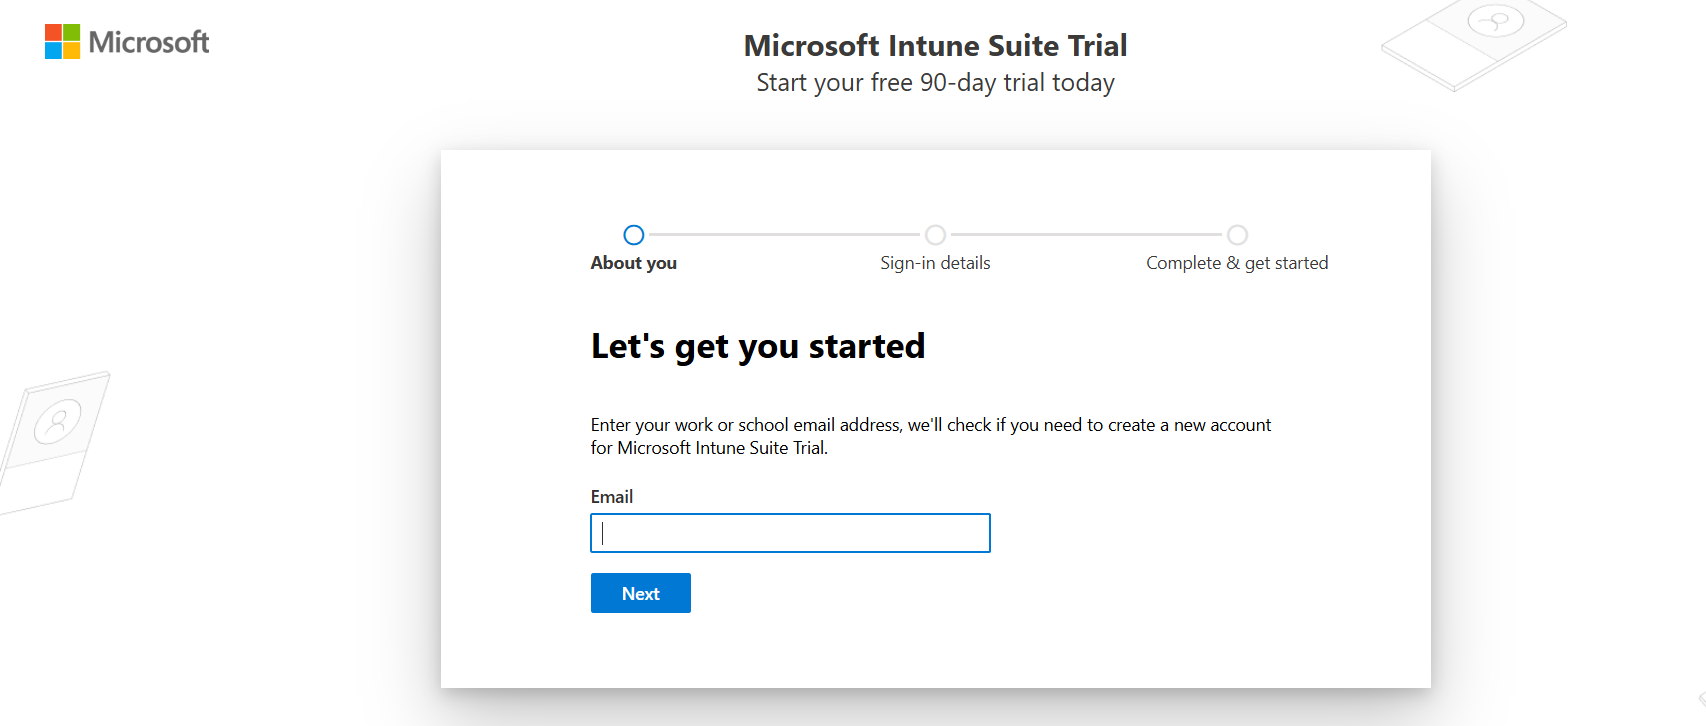 Microsoft
Microsoft Intune Suite Trial
Start your free 90-day trial today
About you
Sign-in details
Complete & get started
Let's get you started
Enter your work or school email address, we'll check if you need to create a new account
for Microsoft Intune Suite Trial.
Email
Next